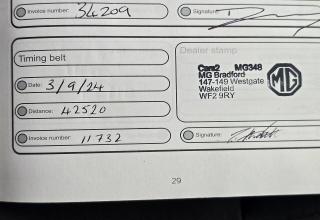 Invoice number: 34209
Signature:
Timing belt
Dealer stamp
Date: 3/9/24
Cars2 MG348
MG Bradford
147-149 Westgate
Wakefield
WF2 9RY
MG
Distance: 42520
Invoice number: 11732
Signature:
29